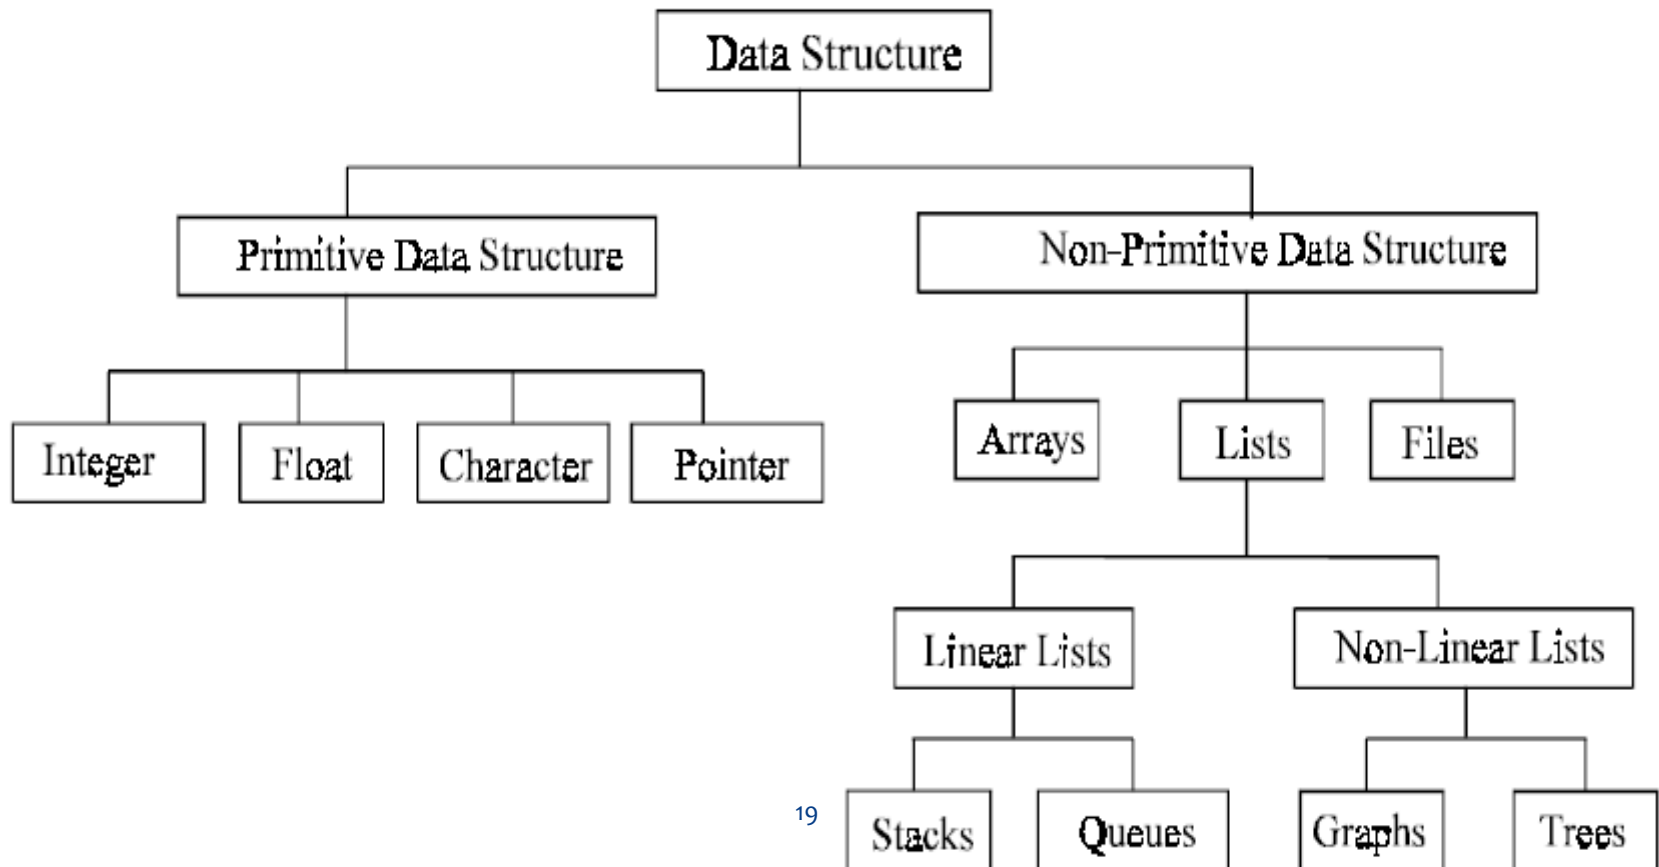 Data Structure
Primitive Data Structure
Non-Primitive Data Structure
Integer
Float
Character
Pointer
Arrays
Lists
Files
Linear Lists
Non-Linear Lists
19
Stacks
Queues
Graphs
Trees